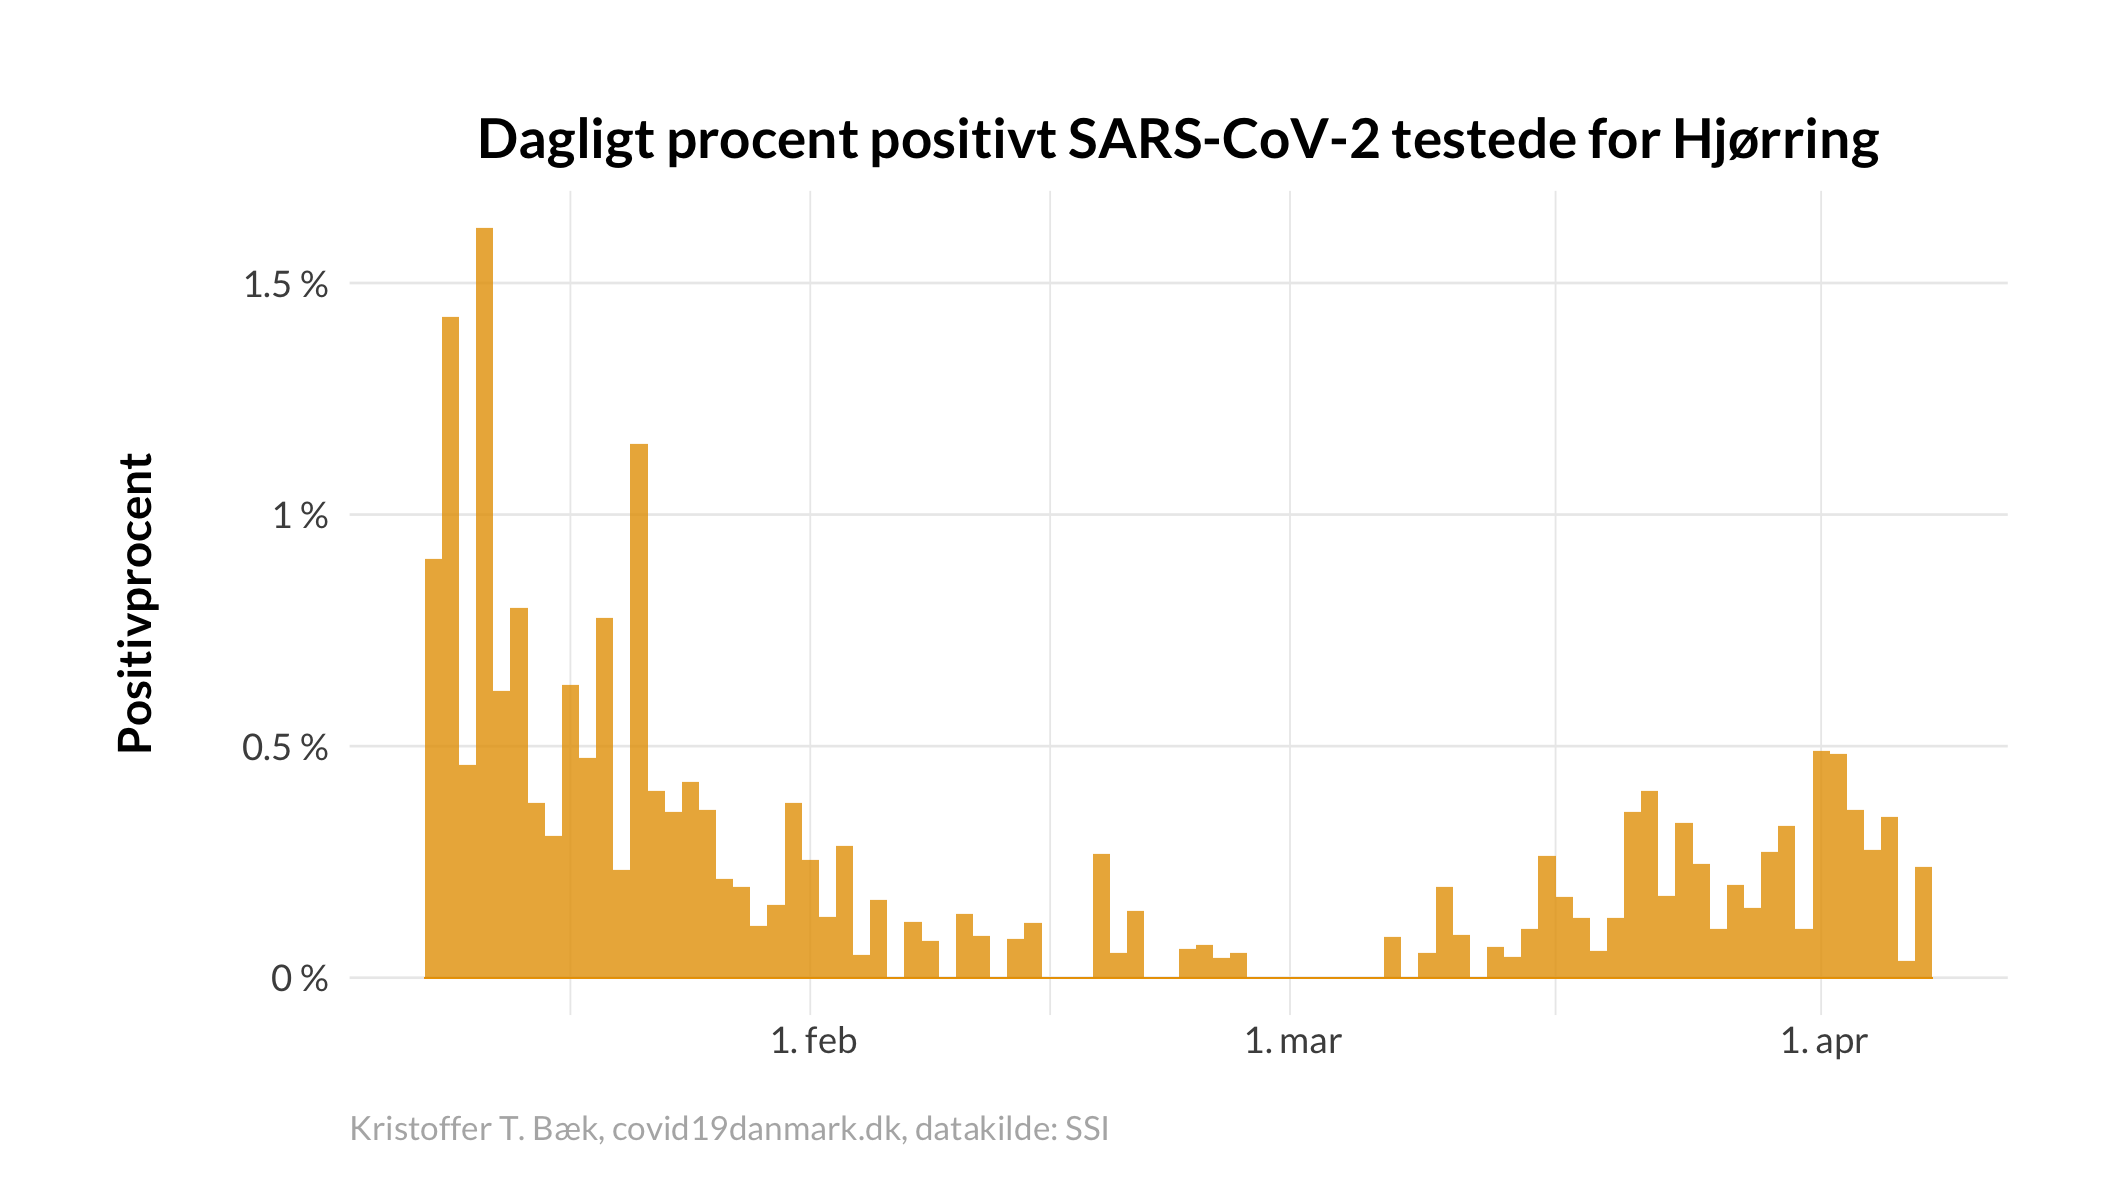 Dagligt procent positivt SARS-CoV-2 testede for Hjørring
Positivprocent
1.5 %
1 %
0.5 %
0 %
1. feb
1. mar
1. apr
Kristoffer T. Bæk, covid19danmark.dk, datakilde: SSI